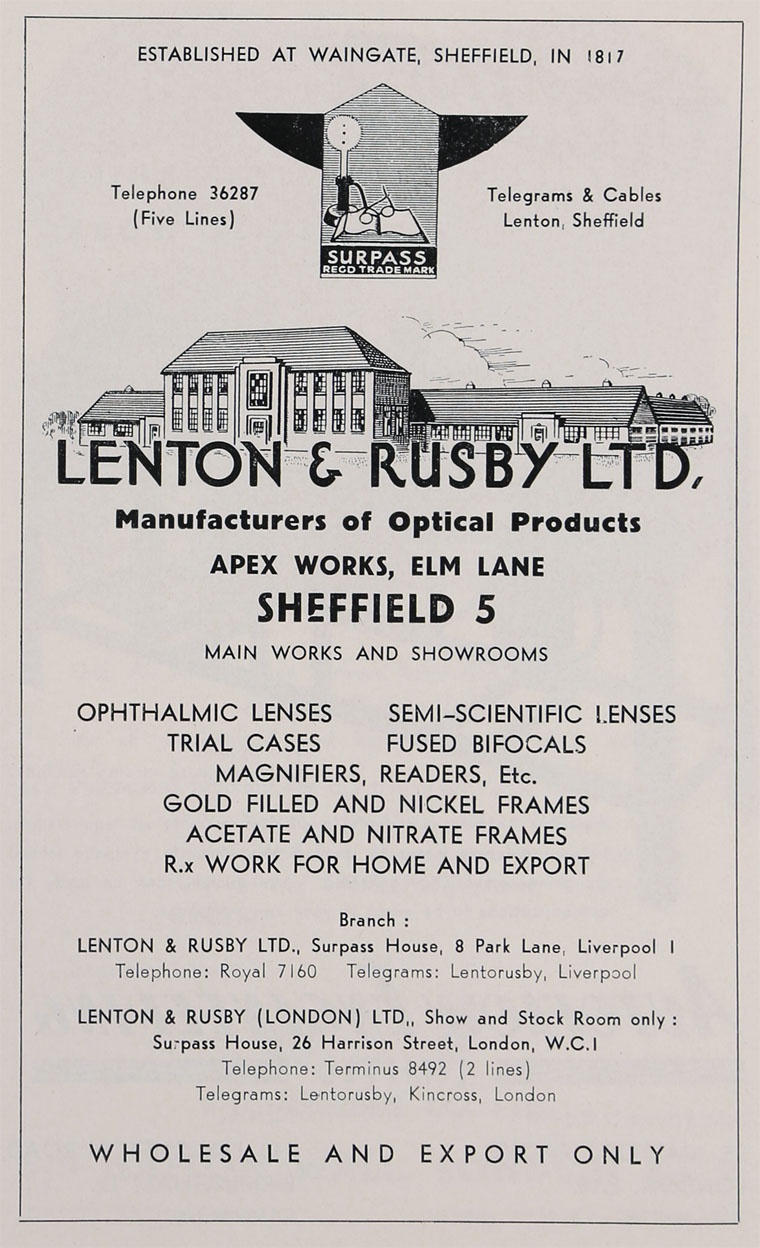 ESTABLISHED AT WAINGATE, SHEFFIELD, IN 1817
Telephone 36287
(Five Lines)
Telegrams & Cables
Lenton, Sheffield
SURPASS
REGD TRADE MARK
LENTON & RUSBY LTD,
Manufacturers of Optical Products
APEX WORKS, ELM LANE
SHEFFIELD 5
MAIN WORKS AND SHOWROOMS
OPHTHALMIC LENSES SEMI-SCIENTIFIC LENSES
TRIAL CASES FUSED BIFOCALS
MAGNIFIERS, READERS, Etc.
GOLD FILLED AND NICKEL FRAMES
ACETATE AND NITRATE FRAMES
R.x WORK FOR HOME AND EXPORT
Branch :
LENTON & RUSBY LTD., Surpass House, 8 Park Lane, Liverpool 1
Telephone: Royal 7160 Telegrams: Lentorusby, Liverpool
LENTON & RUSBY (LONDON) LTD,, Show and Stock Room only :
Surpass House, 26 Harrison Street, London, W.C.1
Telephone: Terminus 8492 (2 lines)
Telegrams: Lentorusby, Kincross, London
WHOLESALE AND EXPORT ONLY